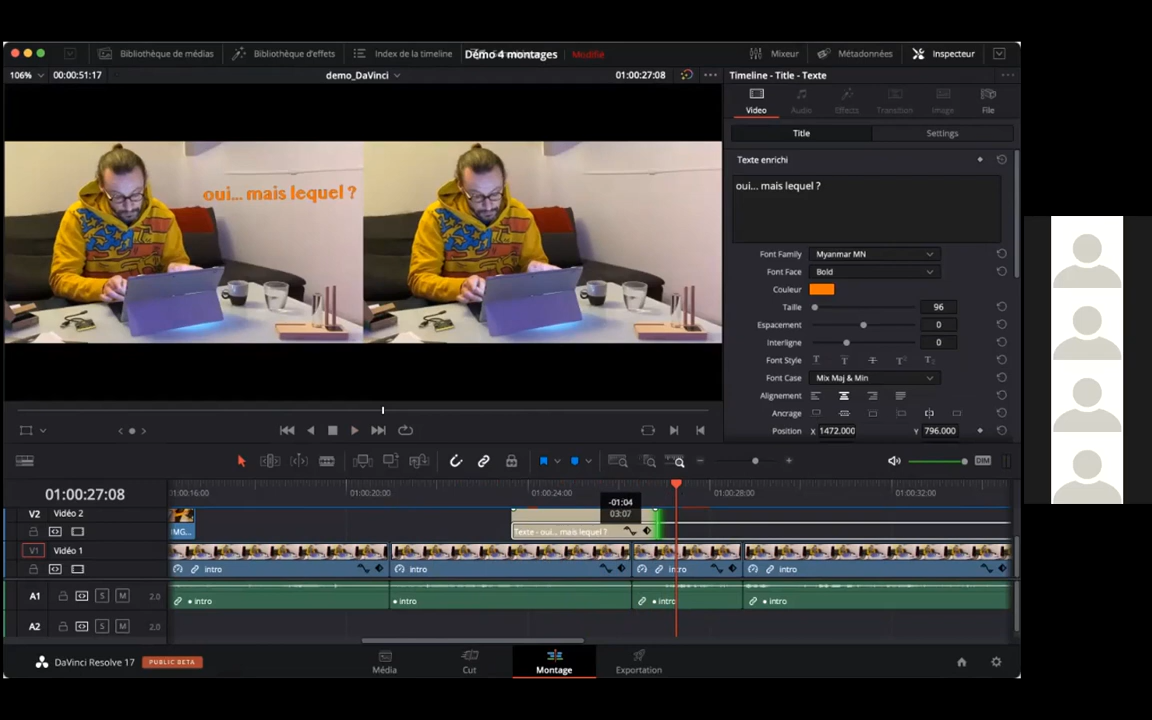 Bibliothèque de médias
Bibliothèque d'effets
Index de la timeline
Démo 4 montages
Modifié
Mixeur
Métadonnées
Inspecteur
106%
00:00:51:17
demo_DaVinci
01:00:27:08
Timeline - Title - Texte
Video
Audio
Effects
Transition
Image
File
Title
Settings
Texte enrichi
oui... mais lequel ?
oui... mais lequel ?
Font Family
Myanmar MN
Font Face
Bold
Couleur
Taille
96
Espacement
0
Interligne
0
Font Style
Font Case
Mix Maj & Min
Alignement
Ancrage
Position
X 1472.000
Y 796.000
DIM
01:00:27:08
01:00:16:00
01:00:20:00
01:00:24:00
01:00:28:00
01:00:32:00
-01:04
03:07
V2
Vidéo 2
IMG...
Texte - oui... mais lequel ?
V1
Vidéo 1
intro
intro
intro
intro
A1
S
M
2.0
intro
intro
intro
intro
A2
S
M
2.0
DaVinci Resolve 17
PUBLIC BETA
Média
Cut
Montage
Exportation